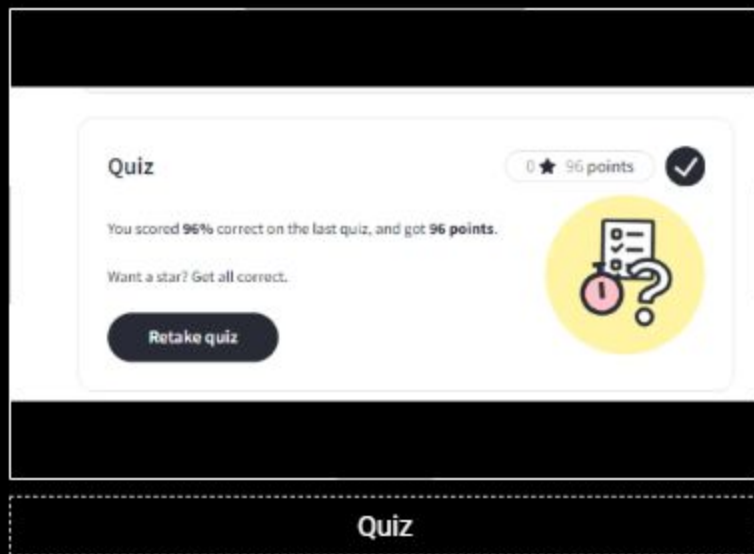 Quiz
0 ★ 96 points
You scored 96% correct on the last quiz, and got 96 points.
Want a star? Get all correct.
Retake quiz
Quiz